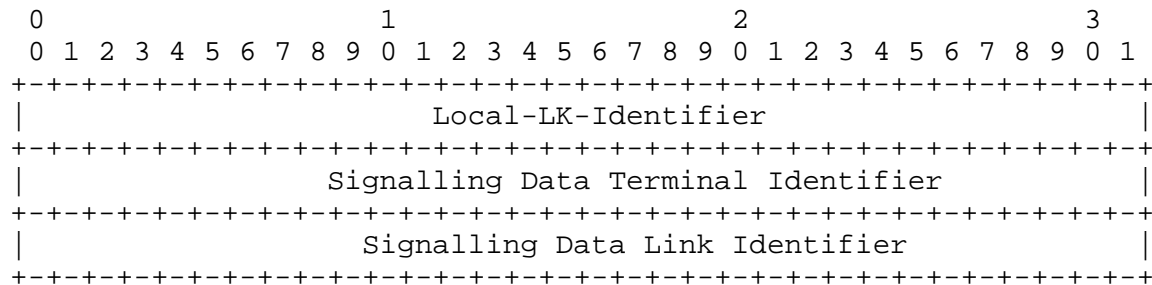 0                   1                   2                   3
 0 1 2 3 4 5 6 7 8 9 0 1 2 3 4 5 6 7 8 9 0 1 2 3 4 5 6 7 8 9 0 1
+-+-+-+-+-+-+-+-+-+-+-+-+-+-+-+-+-+-+-+-+-+-+-+-+-+-+-+-+-+-+-+-+
|                       Local-LK-Identifier                     |
+-+-+-+-+-+-+-+-+-+-+-+-+-+-+-+-+-+-+-+-+-+-+-+-+-+-+-+-+-+-+-+-+
|                 Signalling Data Terminal Identifier           |
+-+-+-+-+-+-+-+-+-+-+-+-+-+-+-+-+-+-+-+-+-+-+-+-+-+-+-+-+-+-+-+-+
|                   Signalling Data Link Identifier             |
+-+-+-+-+-+-+-+-+-+-+-+-+-+-+-+-+-+-+-+-+-+-+-+-+-+-+-+-+-+-+-+-+